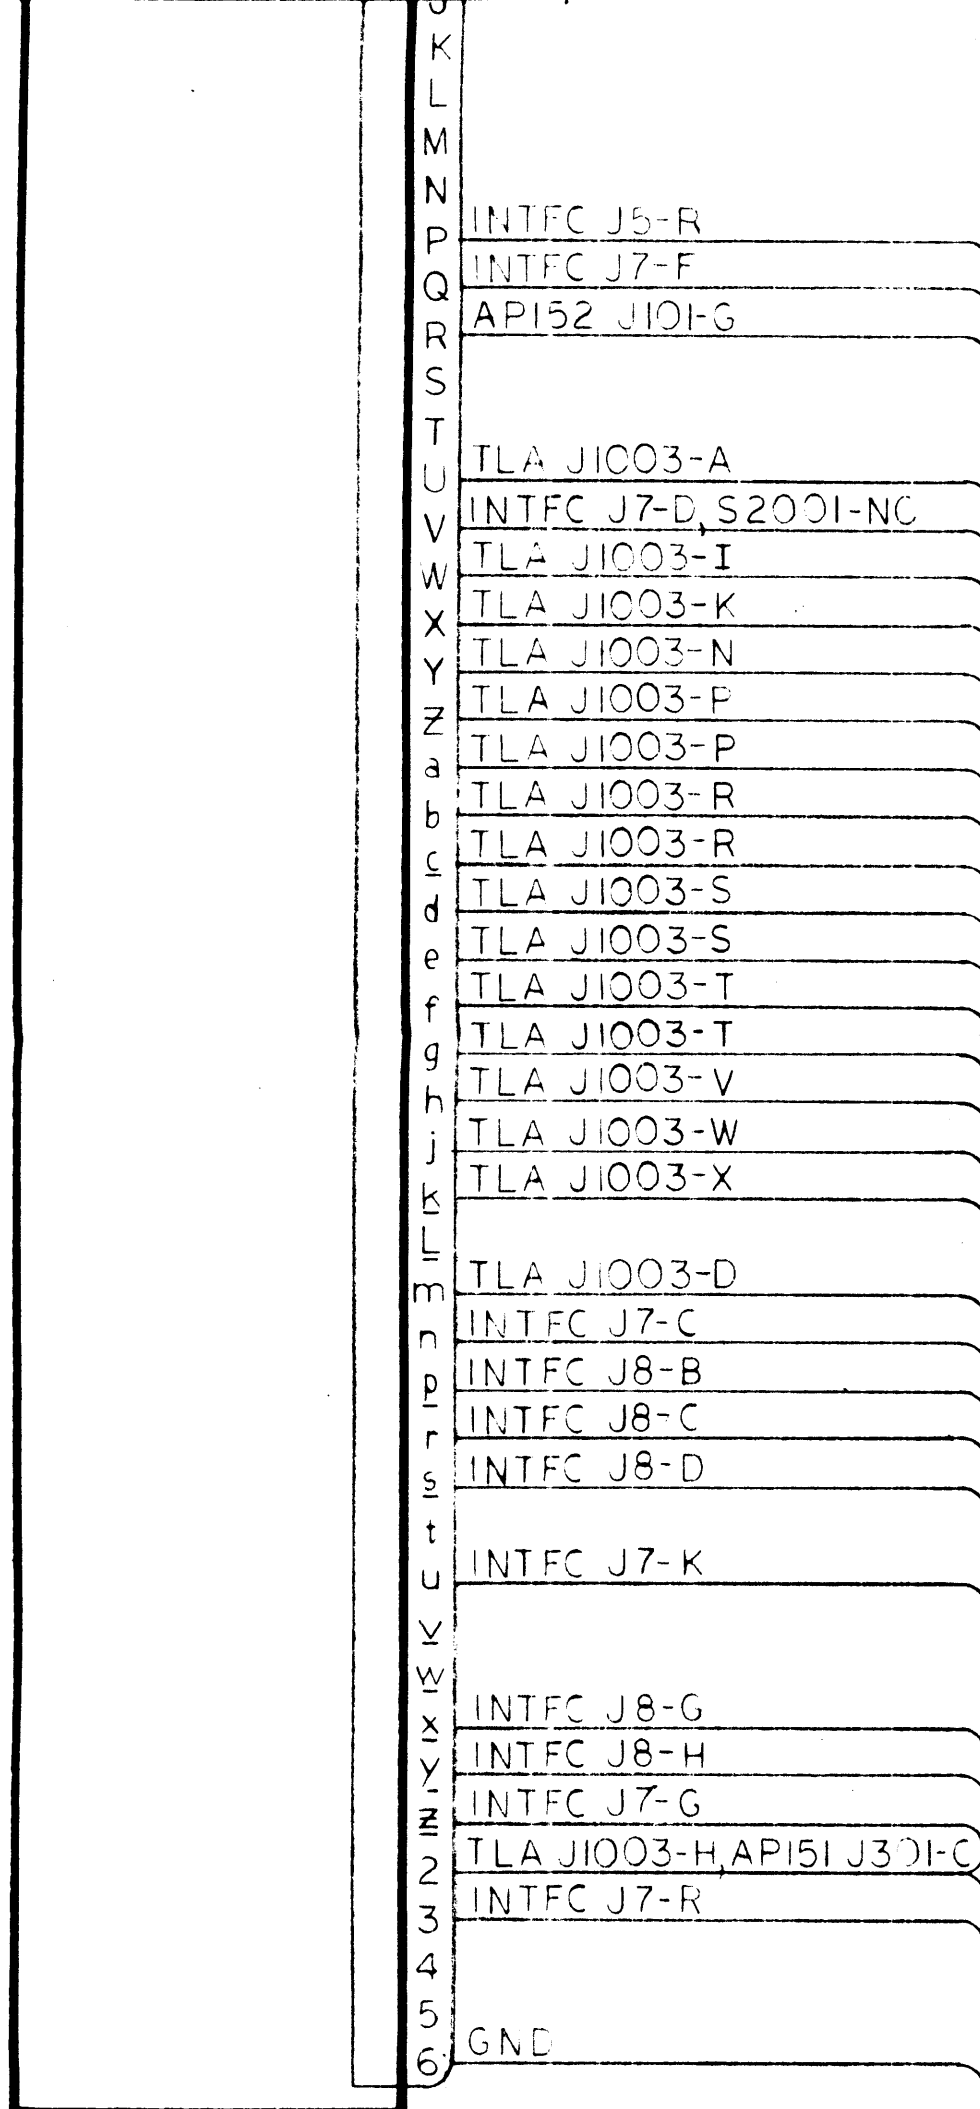 J
K
L
M
N
P INTFC J5-R
Q INTFC J7-F
R AP152 J101-G
S
T
U TLA J1003-A
V INTFC J7-D, S2001-NC
W TLA J1003-I
X TLA J1003-K
Y TLA J1003-N
Z TLA J1003-P
a TLA J1003-P
b TLA J1003-R
c TLA J1003-R
d TLA J1003-S
e TLA J1003-S
f TLA J1003-T
g TLA J1003-T
h TLA J1003-V
j TLA J1003-W
k TLA J1003-X
L
m TLA J1003-D
n INTFC J7-C
p INTFC J8-B
r INTFC J8-C
s INTFC J8-D
t
u INTFC J7-K
v
w
x INTFC J8-G
y INTFC J8-H
z INTFC J7-G
2 TLA J1003-H, AP151 J301-C
3 INTFC J7-R
4
5
6 GND